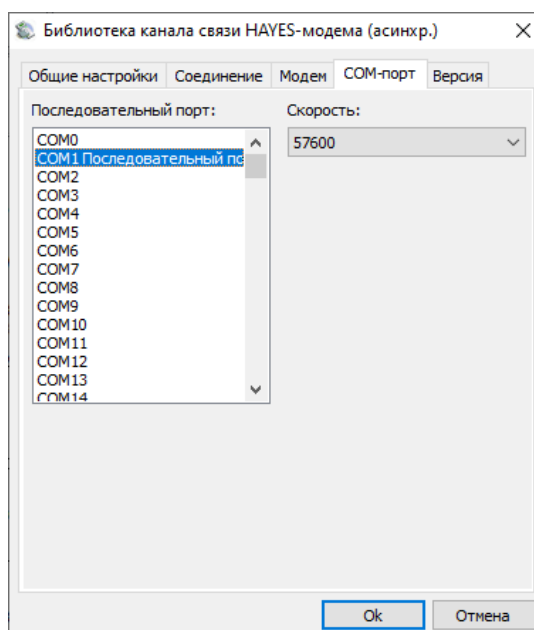 Библиотека канала связи HAYES-модема (асинхр.)
Общие настройки Соединение Модем COM-порт Версия
Последовательный порт: Скорость:
COM0 57600
COM1 Последовательный по
COM2
COM3
COM4
COM5
COM6
COM7
COM8
COM9
COM10
COM11
COM12
COM13
COM14
Ok Отмена